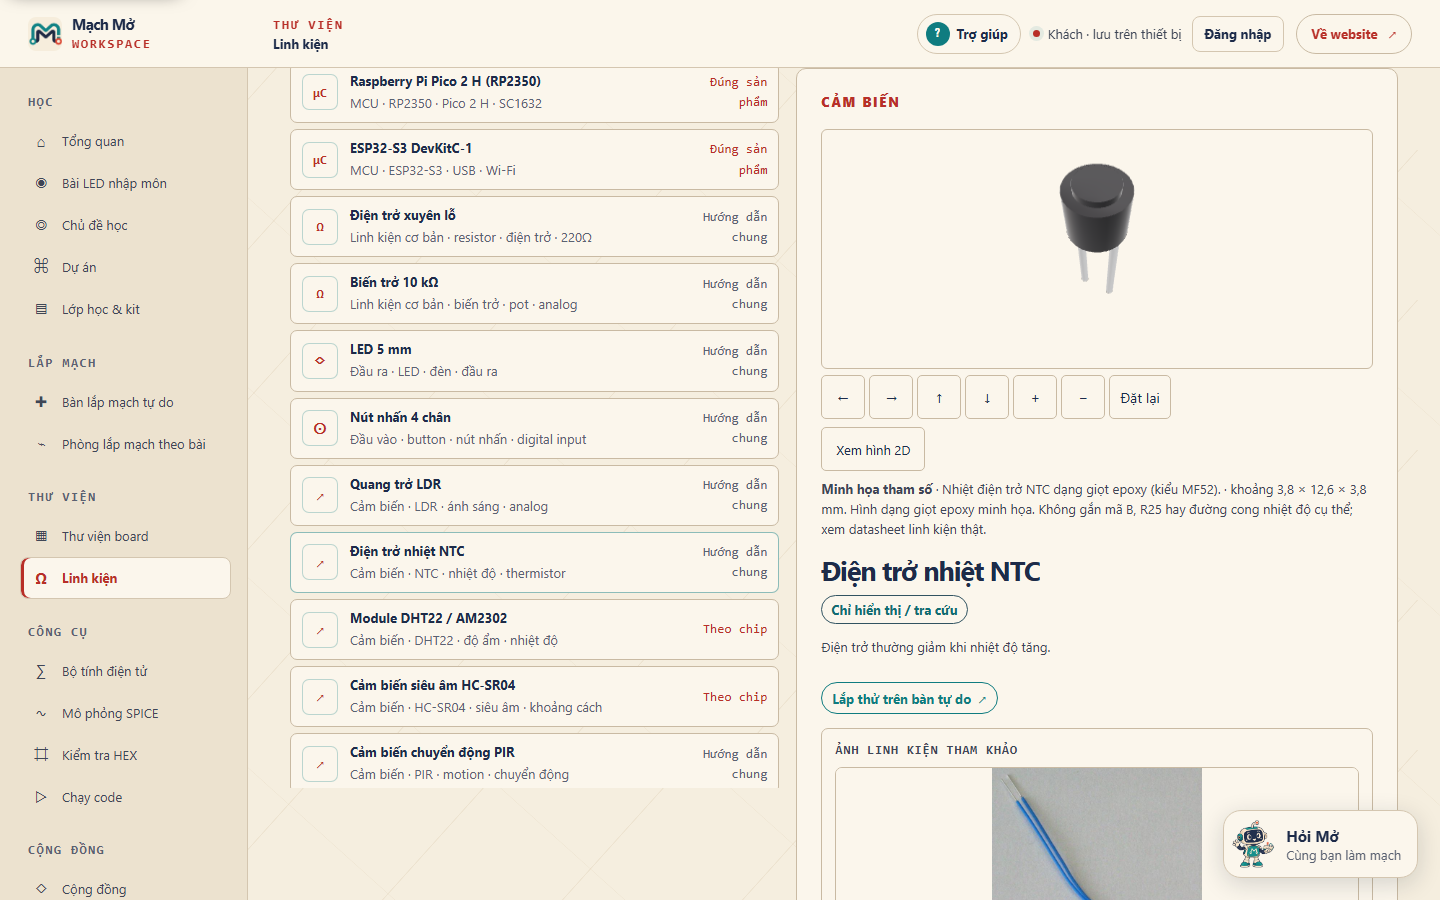 Mạch Mở
WORKSPACE
THƯ VIỆN
Linh kiện
? Trợ giúp
Khách · lưu trên thiết bị
Đăng nhập
Về website ↗
HỌC
Tổng quan
Bài LED nhập môn
Chủ đề học
Dự án
Lớp học & kit
LẮP MẠCH
Bàn lắp mạch tự do
Phòng lắp mạch theo bài
THƯ VIỆN
Thư viện board
Ω Linh kiện
CÔNG CỤ
∑ Bộ tính điện tử
∿ Mô phỏng SPICE
Kiểm tra HEX
▷ Chạy code
CỘNG ĐỒNG
◇ Cộng đồng
µC
Raspberry Pi Pico 2 H (RP2350)
MCU · RP2350 · Pico 2 H · SC1632
Đúng sản
phẩm
µC
ESP32-S3 DevKitC-1
MCU · ESP32-S3 · USB · Wi-Fi
Đúng sản
phẩm
Ω
Điện trở xuyên lỗ
Linh kiện cơ bản · resistor · điện trở · 220Ω
Hướng dẫn
chung
Ω
Biến trở 10 kΩ
Linh kiện cơ bản · biến trở · pot · analog
Hướng dẫn
chung
LED 5 mm
Đầu ra · LED · đèn · đầu ra
Hướng dẫn
chung
Nút nhấn 4 chân
Đầu vào · button · nút nhấn · digital input
Hướng dẫn
chung
↗
Quang trở LDR
Cảm biến · LDR · ánh sáng · analog
Hướng dẫn
chung
↗
Điện trở nhiệt NTC
Cảm biến · NTC · nhiệt độ · thermistor
Hướng dẫn
chung
↗
Module DHT22 / AM2302
Cảm biến · DHT22 · độ ẩm · nhiệt độ
Theo chip
↗
Cảm biến siêu âm HC-SR04
Cảm biến · HC-SR04 · siêu âm · khoảng cách
Theo chip
↗
Cảm biến chuyển động PIR
Cảm biến · PIR · motion · chuyển động
Hướng dẫn
chung
CẢM BIẾN
← → ↑ ↓ + − Đặt lại
Xem hình 2D
Minh họa tham số · Nhiệt điện trở NTC dạng giọt epoxy (kiểu MF52). · khoảng 3,8 × 12,6 × 3,8
mm. Hình dạng giọt epoxy minh họa. Không gắn mã B, R25 hay đường cong nhiệt độ cụ thể;
xem datasheet linh kiện thật.
Điện trở nhiệt NTC
Chỉ hiển thị / tra cứu
Điện trở thường giảm khi nhiệt độ tăng.
Lắp thử trên bàn tự do ↗
ẢNH LINH KIỆN THAM KHẢO
Hỏi Mở
Cùng bạn làm mạch